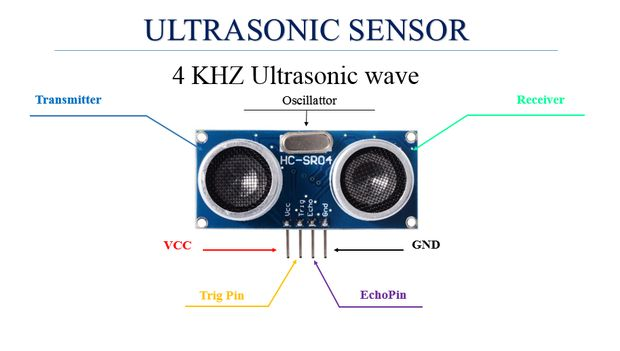 ULTRASONIC SENSOR
4 KHZ Ultrasonic wave
Transmitter
Oscillattor
Receiver
HC-SR04
Vcc
Trig
Echo
Gnd
VCC
GND
Trig Pin
EchoPin